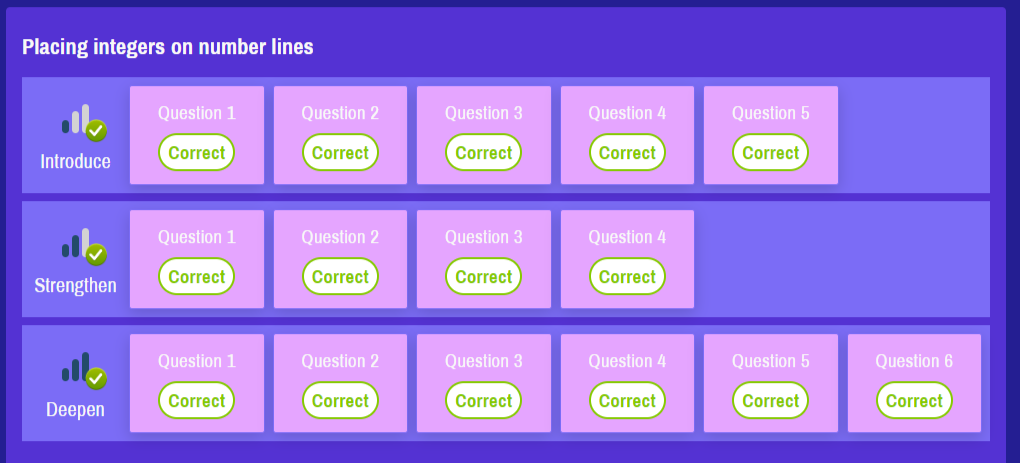 Placing integers on number lines
Question 1 Question 2 Question 3 Question 4 Question 5
Correct Correct Correct Correct Correct
Introduce
Question 1 Question 2 Question 3 Question 4
Correct Correct Correct Correct
Strengthen
Question 1 Question 2 Question 3 Question 4 Question 5 Question 6
Correct Correct Correct Correct Correct Correct
Deepen